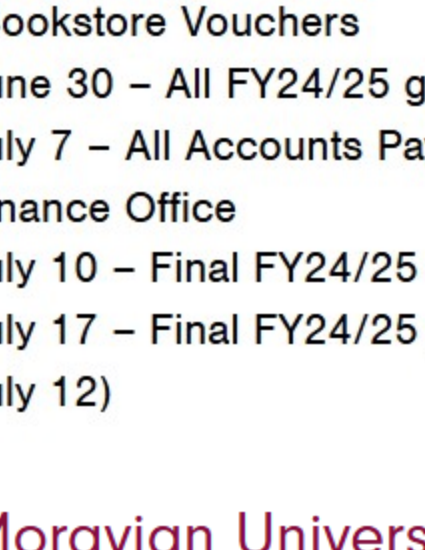 ookstore Vouchers
une 30 – All FY24/25 g
uly 7 – All Accounts Pa
nance Office
uly 10 – Final FY24/25
uly 17 – Final FY24/25
uly 12)
Moravian Univers